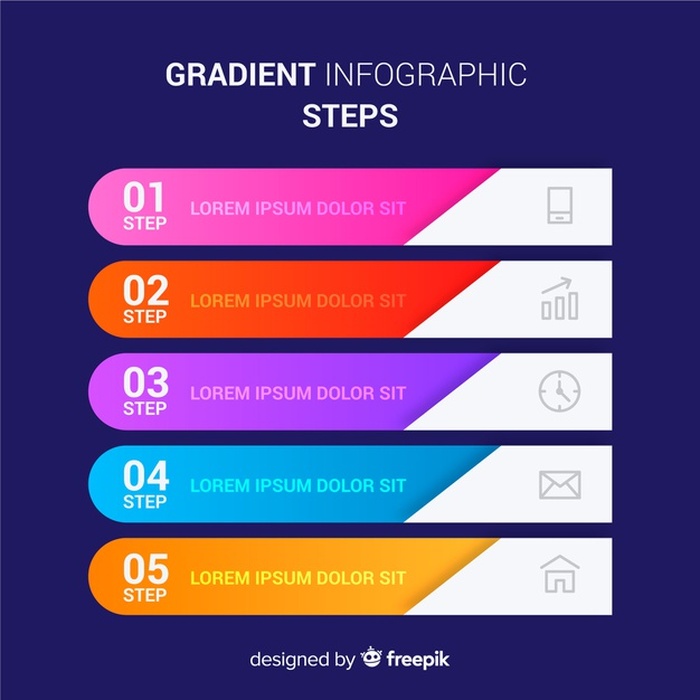 GRADIENT INFOGRAPHIC
STEPS
01
STEP
LOREM IPSUM DOLOR SIT
02
STEP
LOREM IPSUM DOLOR SIT
03
STEP
LOREM IPSUM DOLOR SIT
04
STEP
LOREM IPSUM DOLOR SIT
05
STEP
LOREM IPSUM DOLOR SIT
designed by freepik